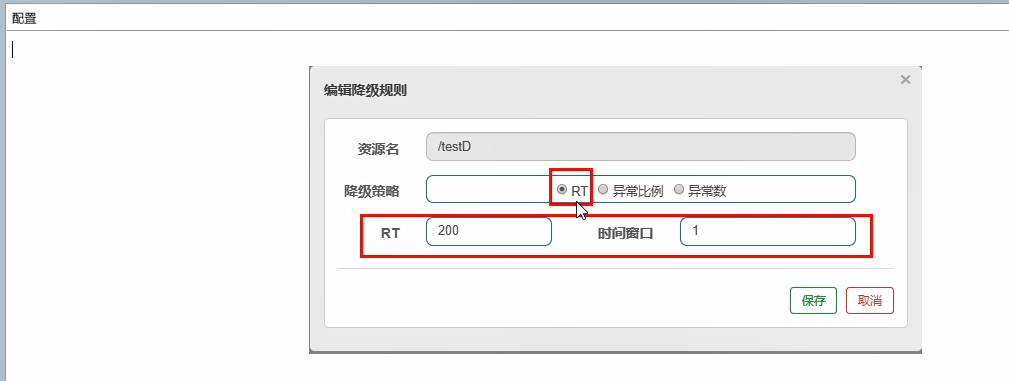 配置
编辑降级规则 ×
资源名 /testD
降级策略 RT 异常比例 异常数
RT 200 时间窗口 1
保存 取消